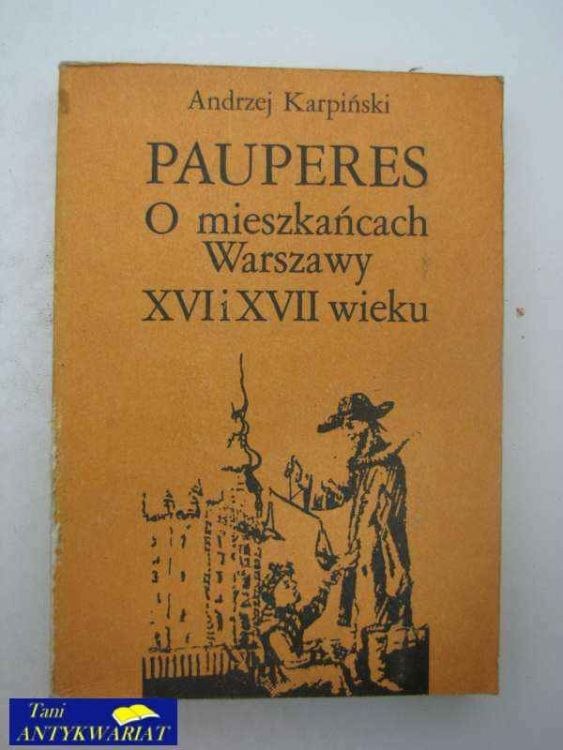 Andrzej Karpiński
PAUPERES
O mieszkańcach
Warszawy
XVI i XVII wieku
Tani
ANTYKWARIAT